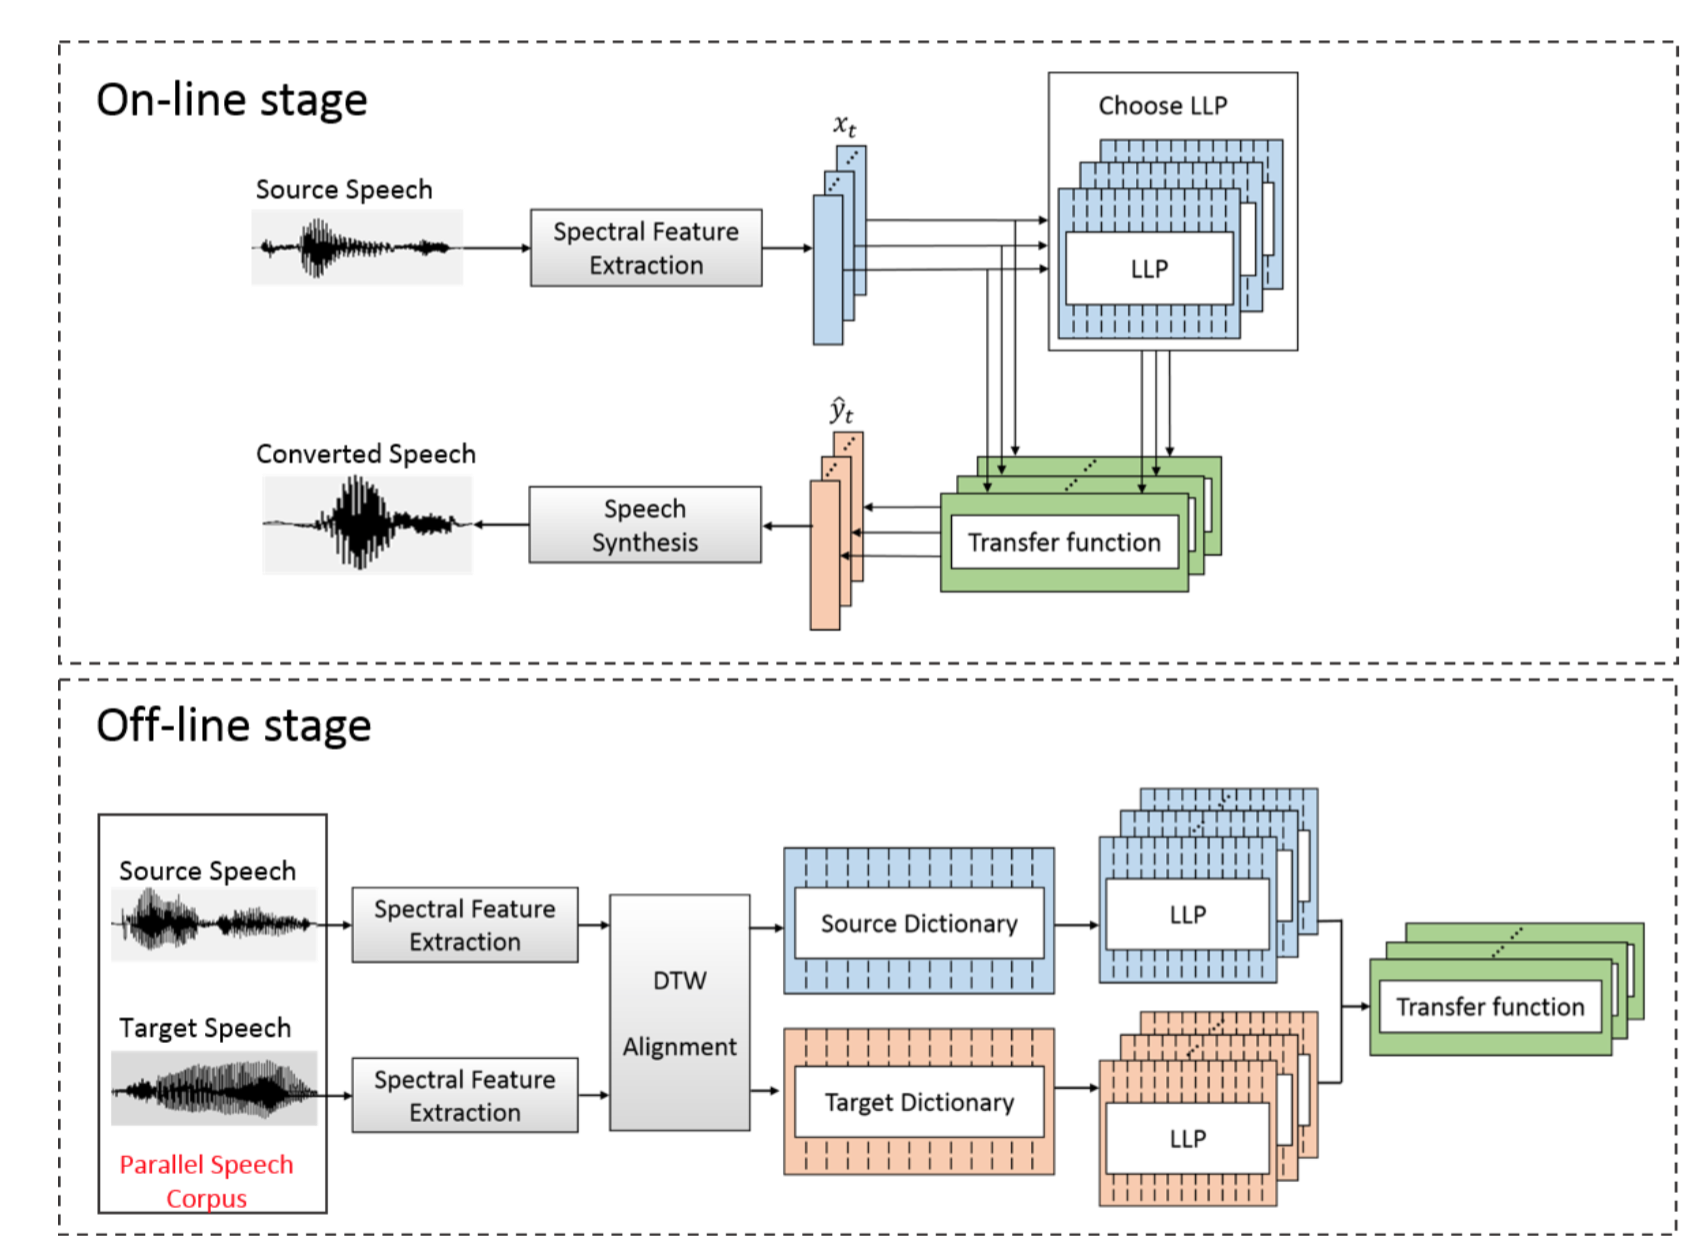 On-line stage
Choose LLP
x_t
Source Speech
Spectral Feature
Extraction
LLP
ŷ_t
Converted Speech
Speech
Synthesis
Transfer function
Off-line stage
Source Speech
Spectral Feature
Extraction
Source Dictionary
LLP
DTW
Alignment
Transfer function
Target Speech
Spectral Feature
Extraction
Target Dictionary
LLP
Parallel Speech
Corpus